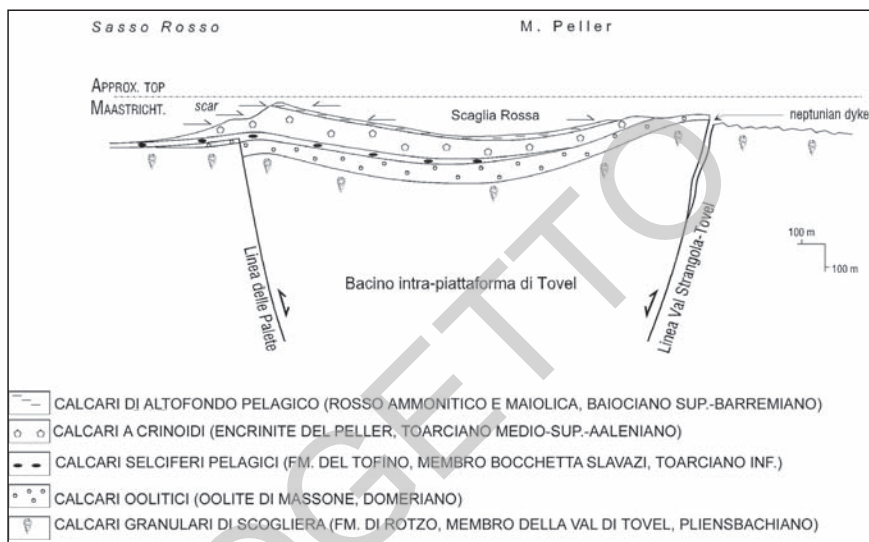 Sasso Rosso
M. Peller
APPROX. TOP
MAASTRICHT.
scar
Scaglia Rossa
neptunian dyke
100 m
100 m
Linea delle Palete
Bacino intra-piattaforma di Tovel
Linea Val Strangola-Tovel
CALCARI DI ALTOFONDO PELAGICO (ROSSO AMMONITICO E MAIOLICA, BAIOCIANO SUP.-BARREMIANO)
CALCARI A CRINOIDI (ENCRINITE DEL PELLER, TOARCIANO MEDIO-SUP.-AALENIANO)
CALCARI SELCIFERI PELAGICI (FM. DEL TOFINO, MEMBRO BOCCHETTA SLAVAZI, TOARCIANO INF.)
CALCARI OOLITICI (OOLITE DI MASSONE, DOMERIANO)
CALCARI GRANULARI DI SCOGLIERA (FM. DI ROTZO, MEMBRO DELLA VAL DI TOVEL, PLIENSBACHIANO)
OGETTO